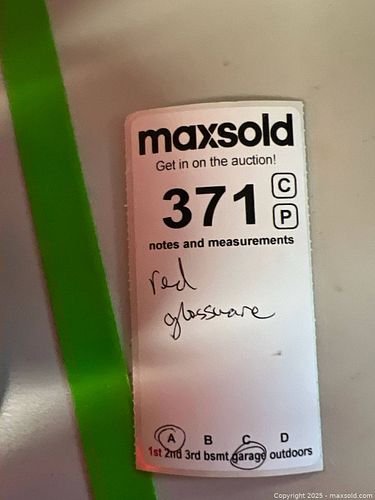 maxsold
Get in on the auction!
371 C
P
notes and measurements
red
glassware
A B C D
1st 2nd 3rd bsmt garage outdoors
Copyright 2025 - maxsold.com